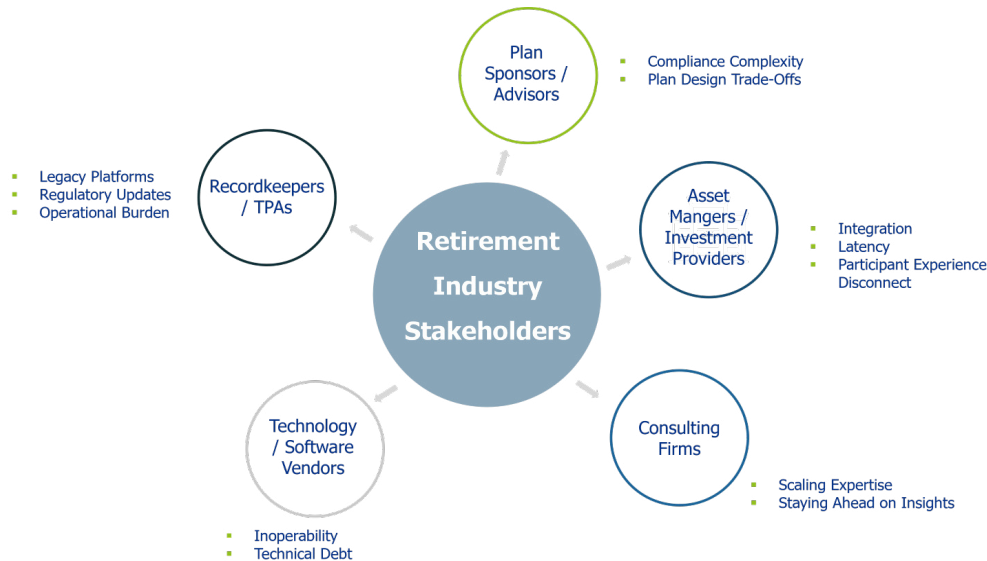 Plan
Sponsors /
Advisors
Compliance Complexity
Plan Design Trade-Offs
Recordkeepers
/ TPAs
Legacy Platforms
Regulatory Updates
Operational Burden
Asset
Mangers /
Investment
Providers
Integration
Latency
Participant Experience
Disconnect
Retirement
Industry
Stakeholders
Technology
/ Software
Vendors
Inoperability
Technical Debt
Consulting
Firms
Scaling Expertise
Staying Ahead on Insights